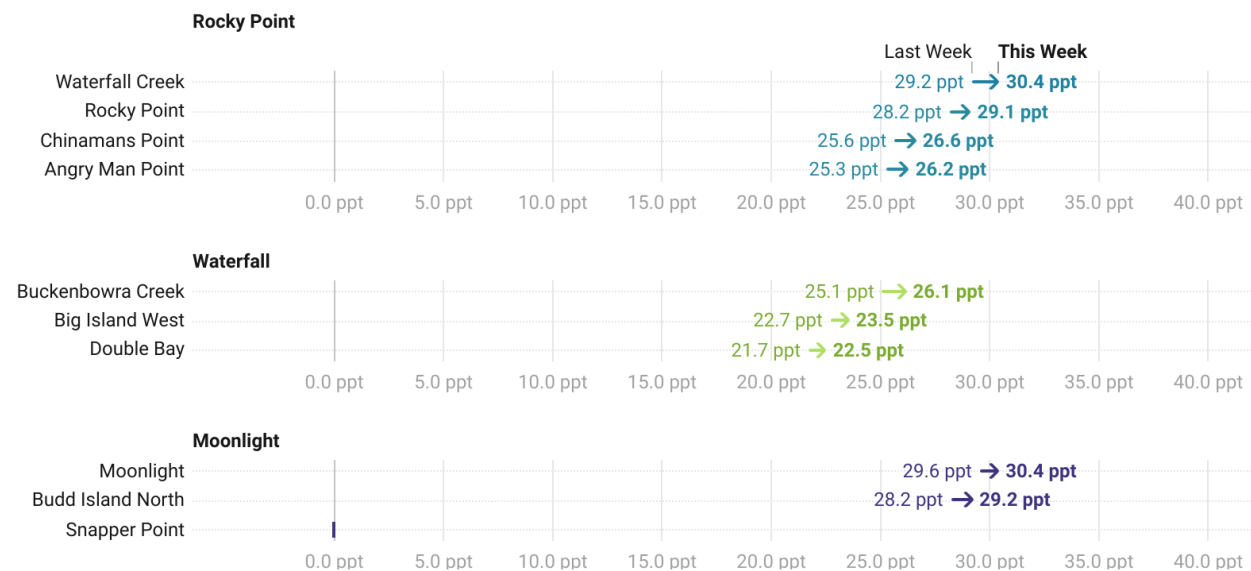 Rocky Point
Last Week This Week
Waterfall Creek 29.2 ppt 30.4 ppt
Rocky Point 28.2 ppt 29.1 ppt
Chinamans Point 25.6 ppt 26.6 ppt
Angry Man Point 25.3 ppt 26.2 ppt
0.0 ppt 5.0 ppt 10.0 ppt 15.0 ppt 20.0 ppt 25.0 ppt 30.0 ppt 35.0 ppt 40.0 ppt
Waterfall
Buckenbowra Creek 25.1 ppt 26.1 ppt
Big Island West 22.7 ppt 23.5 ppt
Double Bay 21.7 ppt 22.5 ppt
0.0 ppt 5.0 ppt 10.0 ppt 15.0 ppt 20.0 ppt 25.0 ppt 30.0 ppt 35.0 ppt 40.0 ppt
Moonlight
Moonlight 29.6 ppt 30.4 ppt
Budd Island North 28.2 ppt 29.2 ppt
Snapper Point
0.0 ppt 5.0 ppt 10.0 ppt 15.0 ppt 20.0 ppt 25.0 ppt 30.0 ppt 35.0 ppt 40.0 ppt